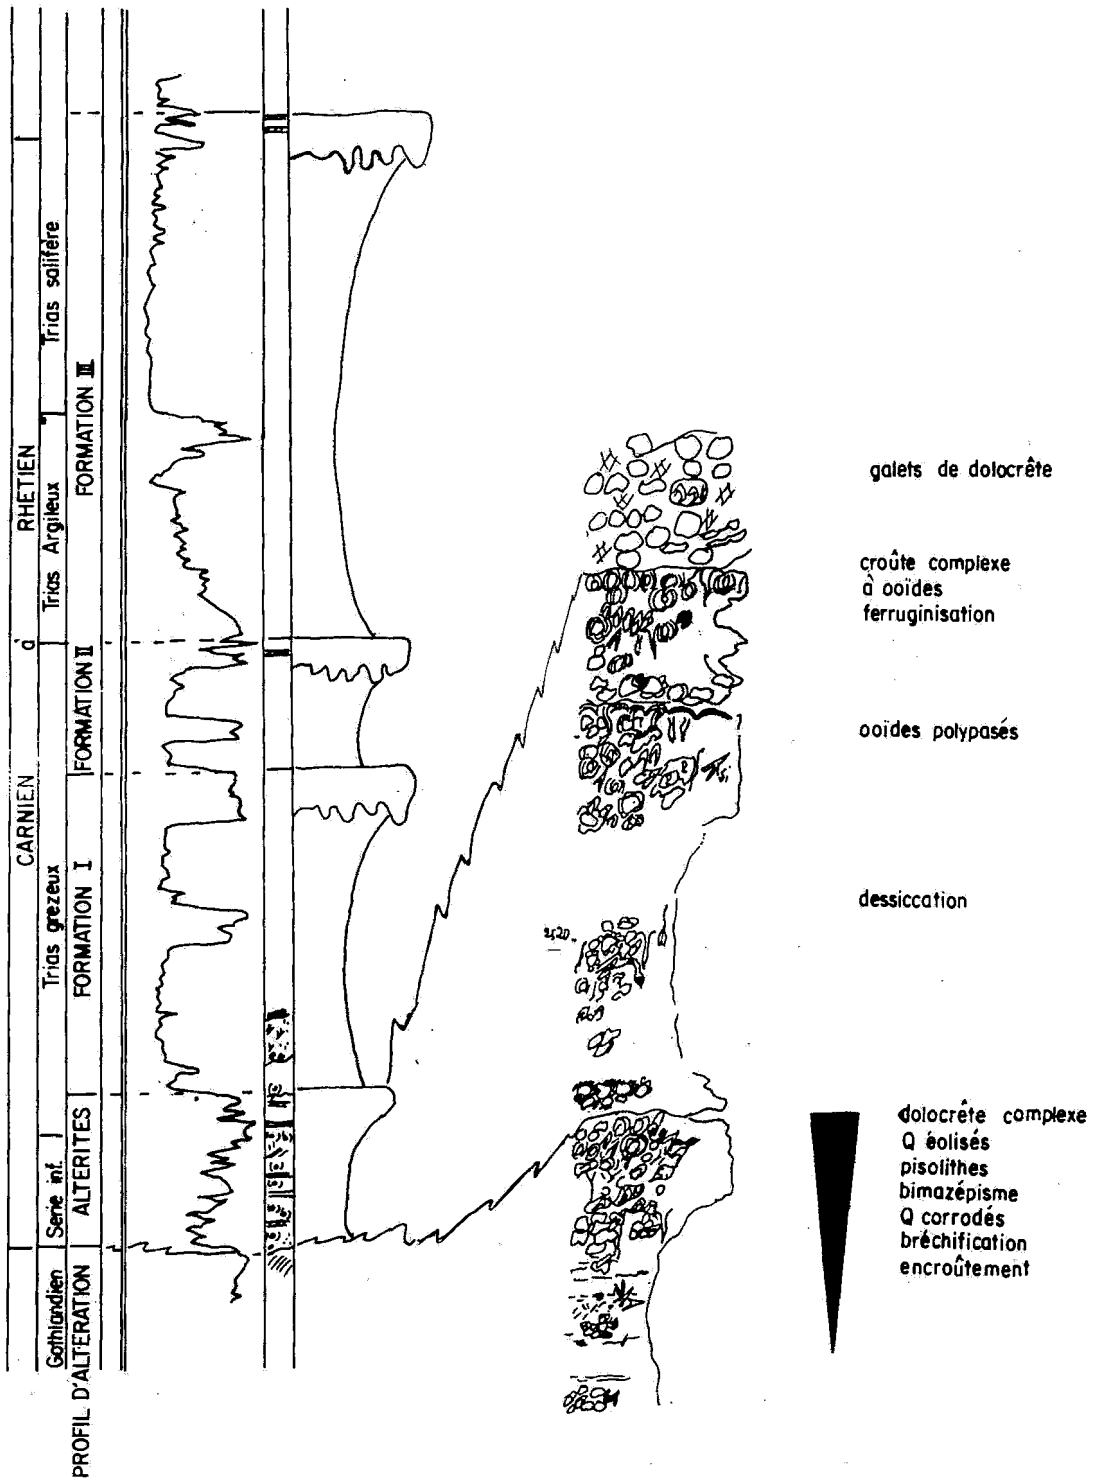 RHETIEN
à
CARNIEN
Trias salifère
Trias Argileux
Trias grezeux
Serie inf.
Gothlandien
FORMATION III
FORMATION II
FORMATION I
ALTERITES
PROFIL D'ALTERATION
galets de dolocrête
croûte complexe
à ooïdes
ferruginisation
ooïdes polypasés
dessiccation
dolocrête complexe
Q éolisés
pisolithes
bimazépisme
Q corrodés
bréchification
encroûtement